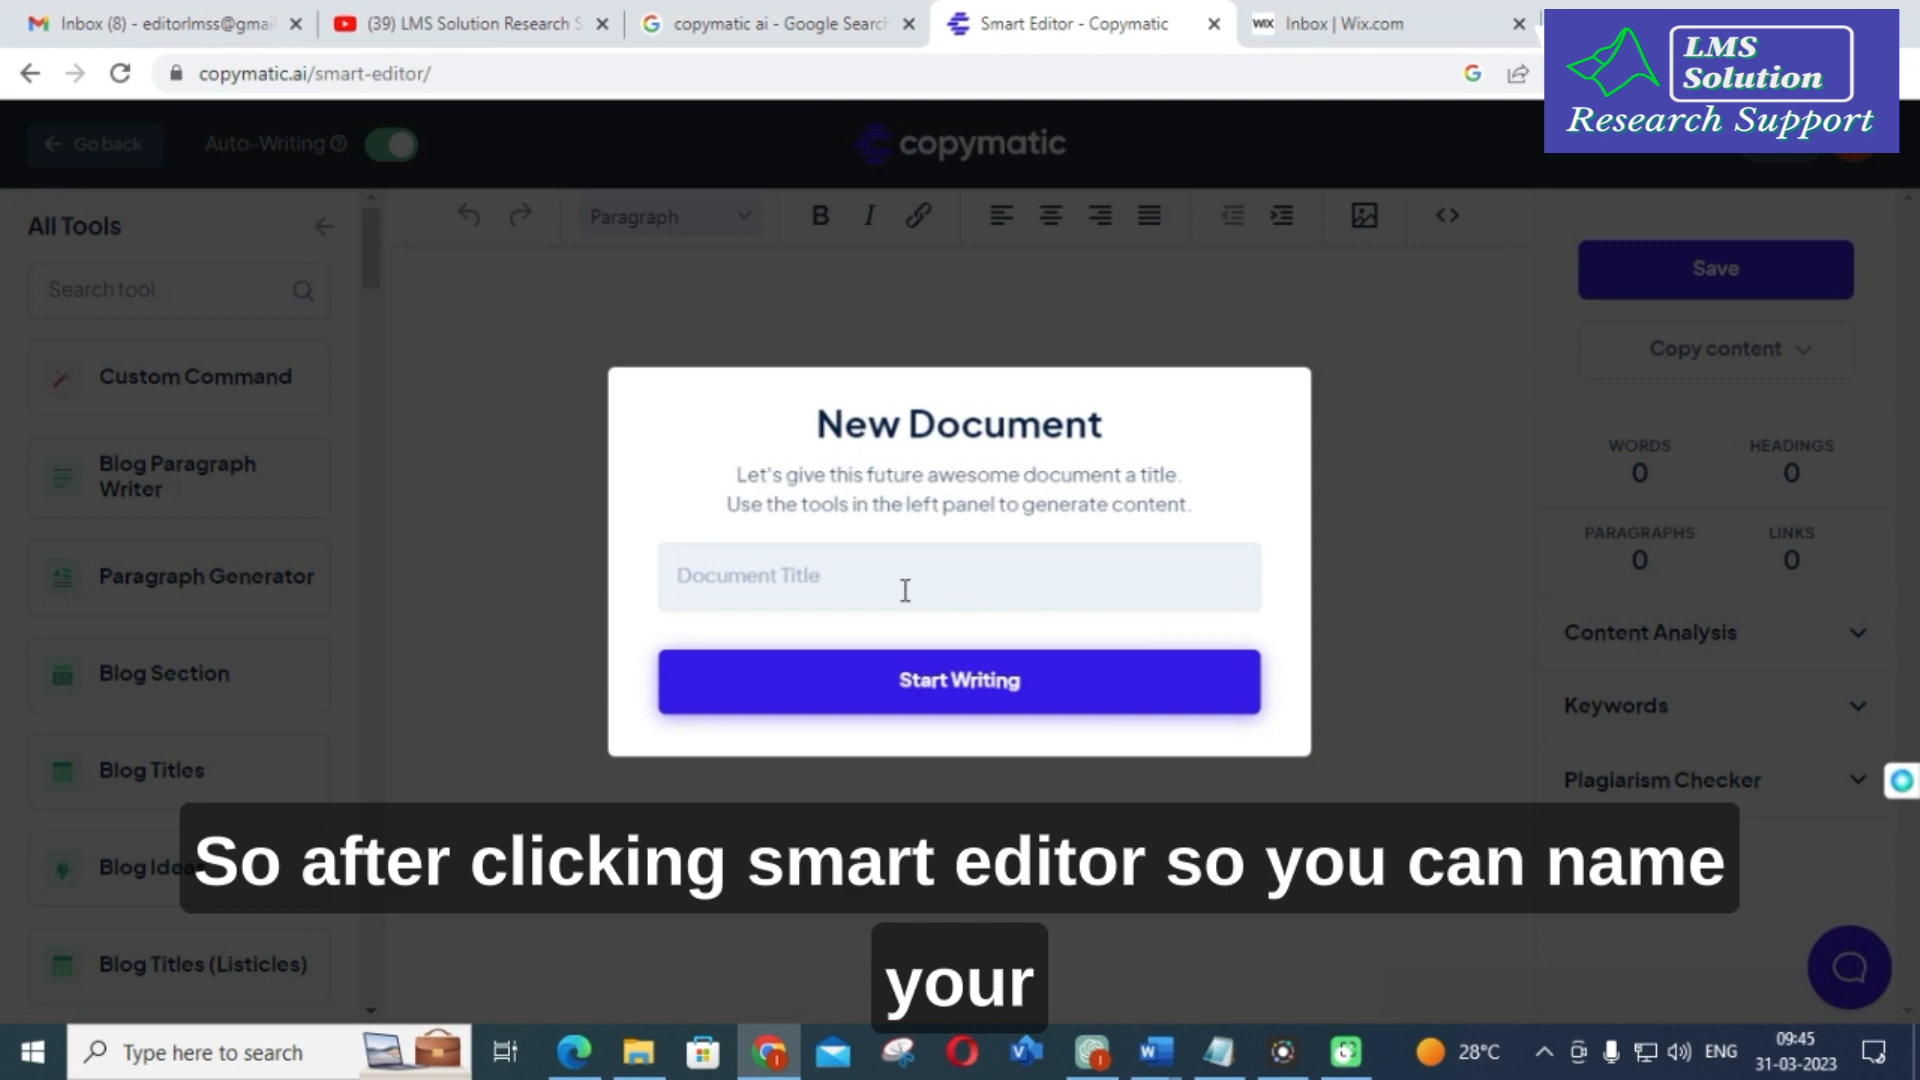 Inbox (8) - editorlmss@gmai
(39) LMS Solution Research S
copymatic ai - Google Search
Smart Editor - Copymatic
WIX Inbox | Wix.com
copymatic.ai/smart-editor/
LMS
Solution
Research Support
Go back
Auto-Writing
copymatic
All Tools
Paragraph
B I
Search tool...
Save
Copy content
Custom Command
Blog Paragraph
Writer
Paragraph Generator
Blog Section
Blog Titles
Blog Idea
Blog Titles (Listicles)
New Document
Let's give this future awesome document a title.
Use the tools in the left panel to generate content.
Document Title
Start Writing
WORDS HEADINGS
0 0
PARAGRAPHS LINKS
0 0
Content Analysis
Keywords
Plagiarism Checker
So after clicking smart editor so you can name
your
Type here to search
28°C
ENG
09:45
31-03-2023